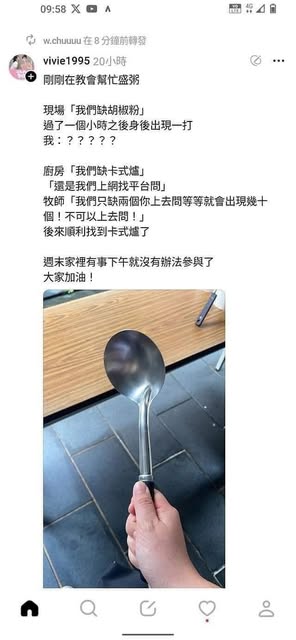 09:58
4G
w.chuuuu 在 8 分鐘前轉發
vivie1995 20小時
剛剛在教會幫忙盛粥
現場「我們缺胡椒粉」
過了一個小時之後身後出現一打
我：？？？？？
廚房「我們缺卡式爐」
「還是我們上網找平台問」
牧師「我們只缺兩個你上去問等等就會出現幾十
個！不可以上去問！」
後來順利找到卡式爐了
週末家裡有事下午就沒有辦法參與了
大家加油！